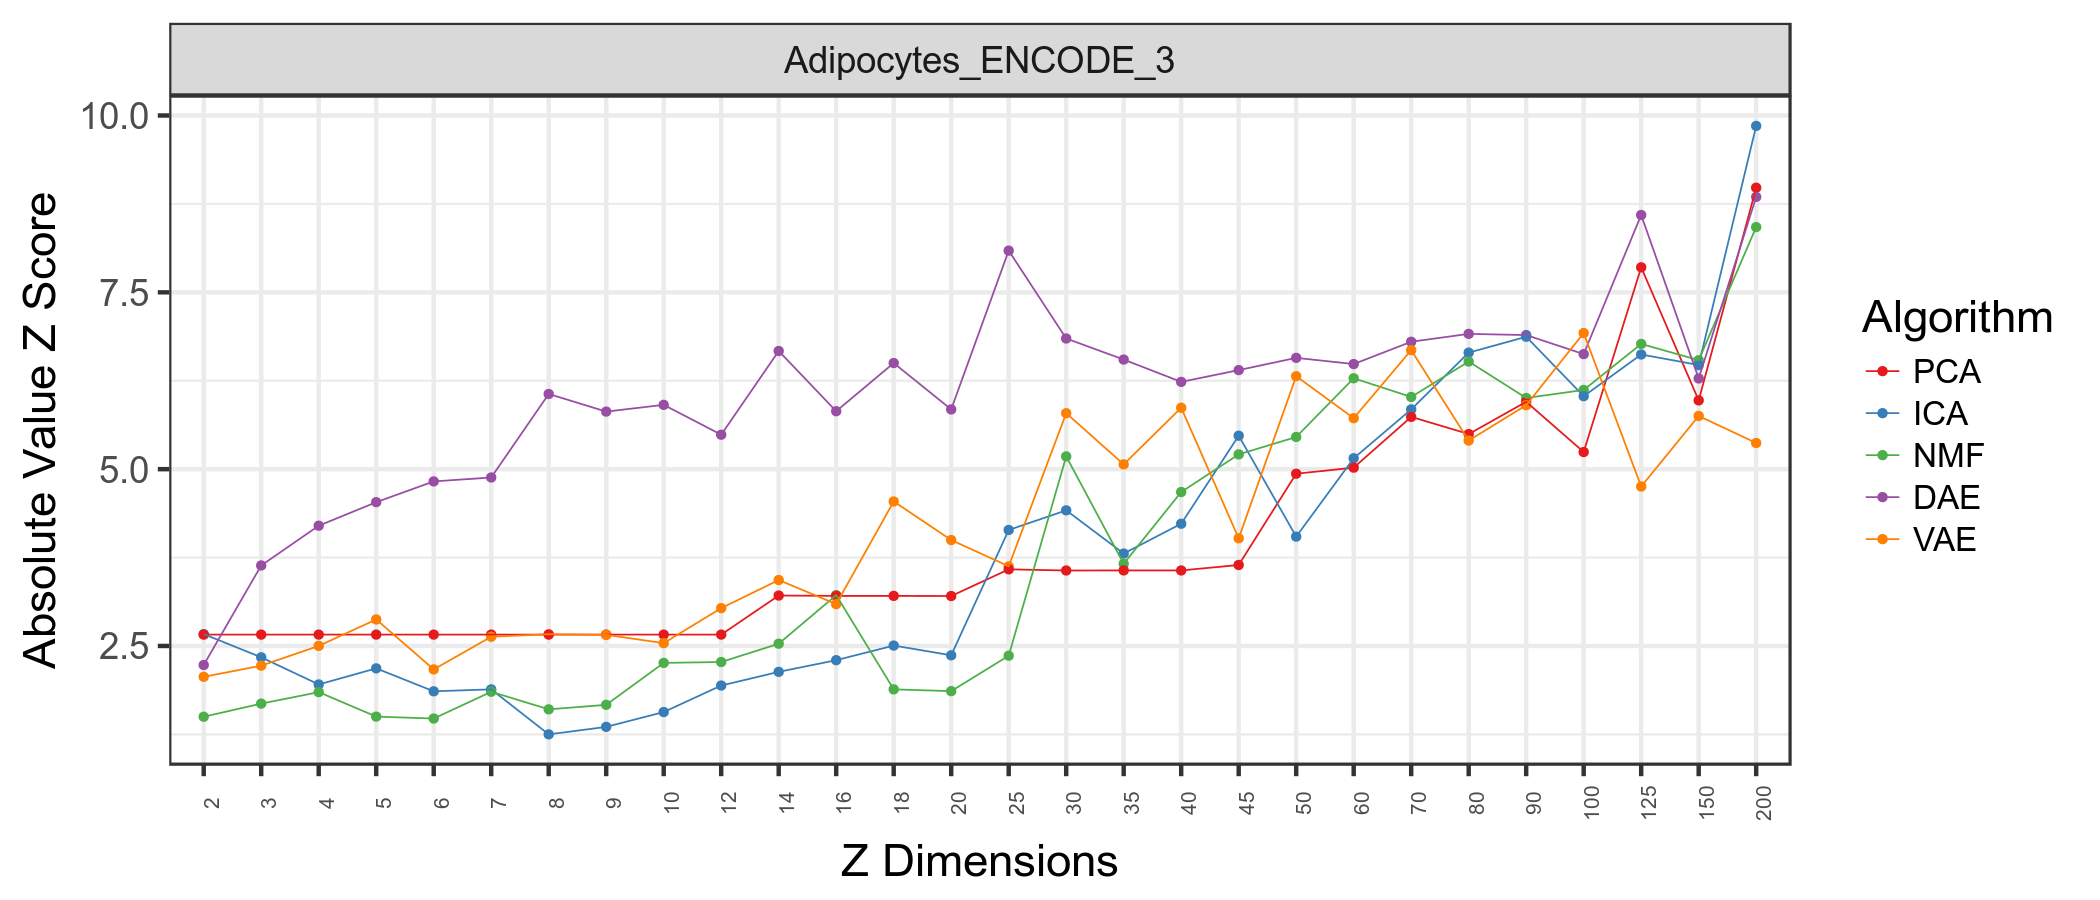 Adipocytes_ENCODE_3
Absolute Value Z Score
10.0
7.5
5.0
2.5
2 3 4 5 6 7 8 9 10 12 14 16 18 20 25 30 35 40 45 50 60 70 80 90 100 125 150 200
Z Dimensions
Algorithm
PCA
ICA
NMF
DAE
VAE